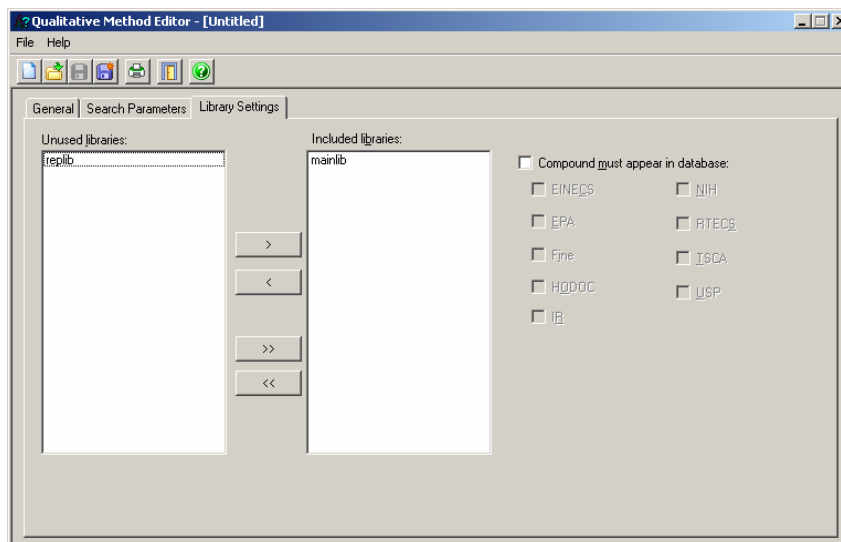 Qualitative Method Editor - [Untitled]
File Help
General Search Parameters Library Settings
Unused libraries:
replib
Included libraries:
mainlib
>
<
>>
<<
Compound must appear in database:
EINECS NIH
EPA RTECS
Fine TSCA
HODOC USP
IR